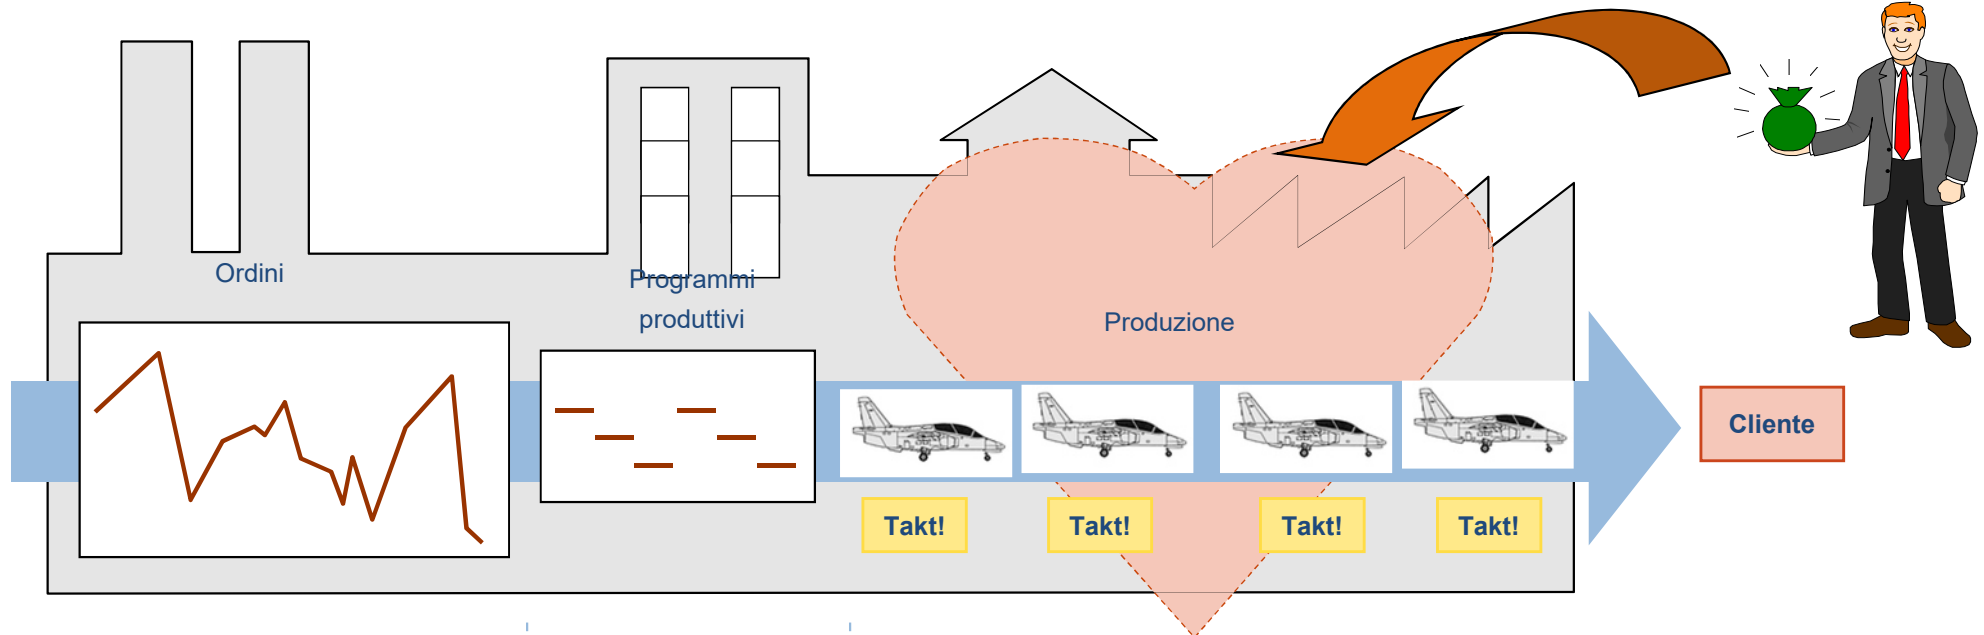 Ordini
Programmi
produttivi
Produzione
Cliente
Takt!
Takt!
Takt!
Takt!